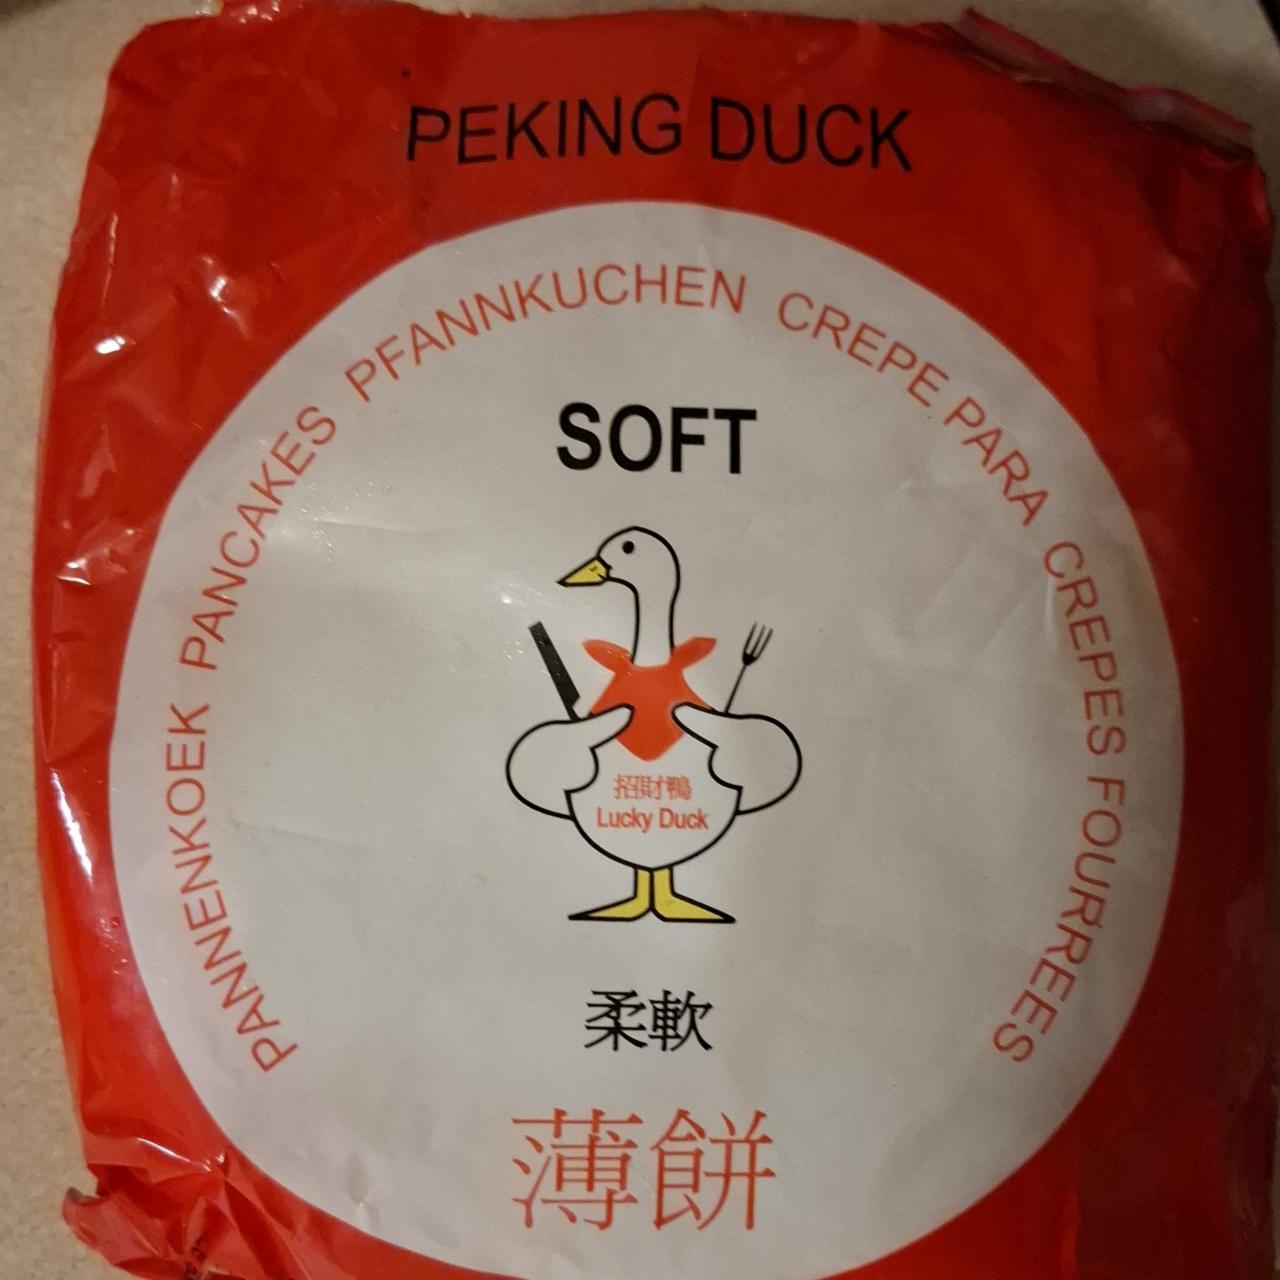 PEKING DUCK
PANNENKOEK PANCAKES PFANNKUCHEN CREPE PARA CREPES FOURREES
SOFT
招財鴨
Lucky Duck
柔軟
薄餅